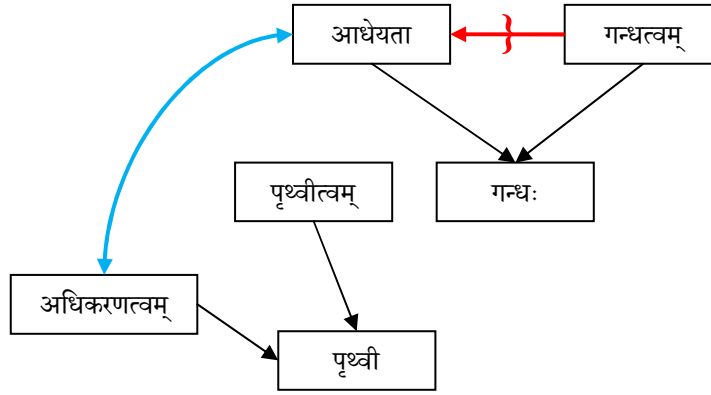 आधेयता
गन्धत्वम्
पृथ्वीत्वम्
गन्धः
अधिकरणत्वम्
पृथ्वी